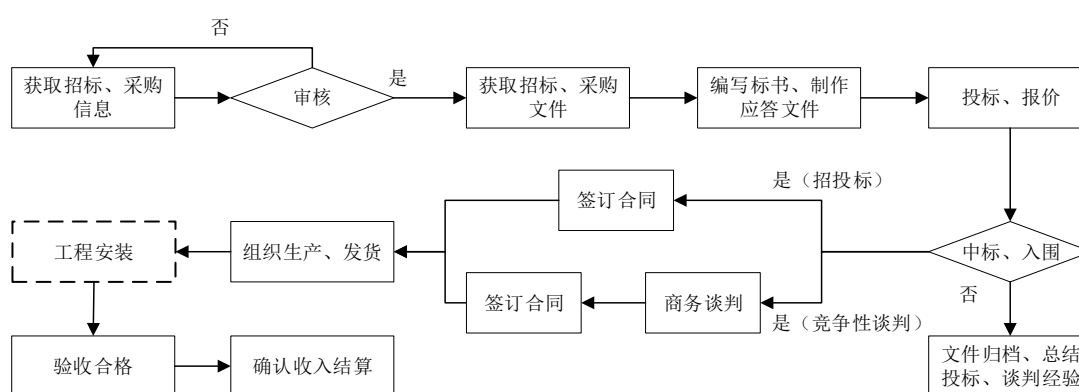 否
获取招标、采购
信息
审核
是
获取招标、采购
文件
编写标书、制作
应答文件
投标、报价
是（招投标）
签订合同
工程安装
组织生产、发货
中标、入围
签订合同
商务谈判
否
是（竞争性谈判）
验收合格
确认收入结算
文件归档、总结
投标、谈判经验